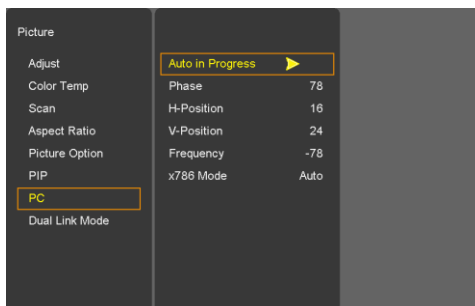 Picture
Adjust
Color Temp
Scan
Aspect Ratio
Picture Option
PIP
PC
Dual Link Mode
Auto in Progress
Phase 78
H-Position 16
V-Position 24
Frequency -78
x786 Mode Auto